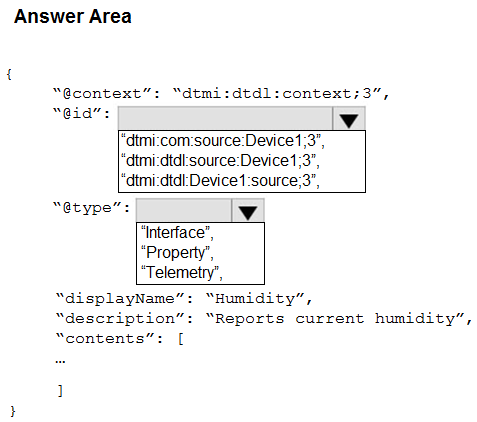 Answer Area
{
“@context”: “dtmi:dtdl:context;3”,
“@id”:
“dtmi:com:source:Device1;3”,
“dtmi:dtdl:source:Device1;3”,
“dtmi:dtdl:Device1:source;3”,
“@type”:
“Interface”,
“Property”,
“Telemetry”,
“displayName”: “Humidity”,
“description”: “Reports current humidity”,
“contents”: [
…
]
}